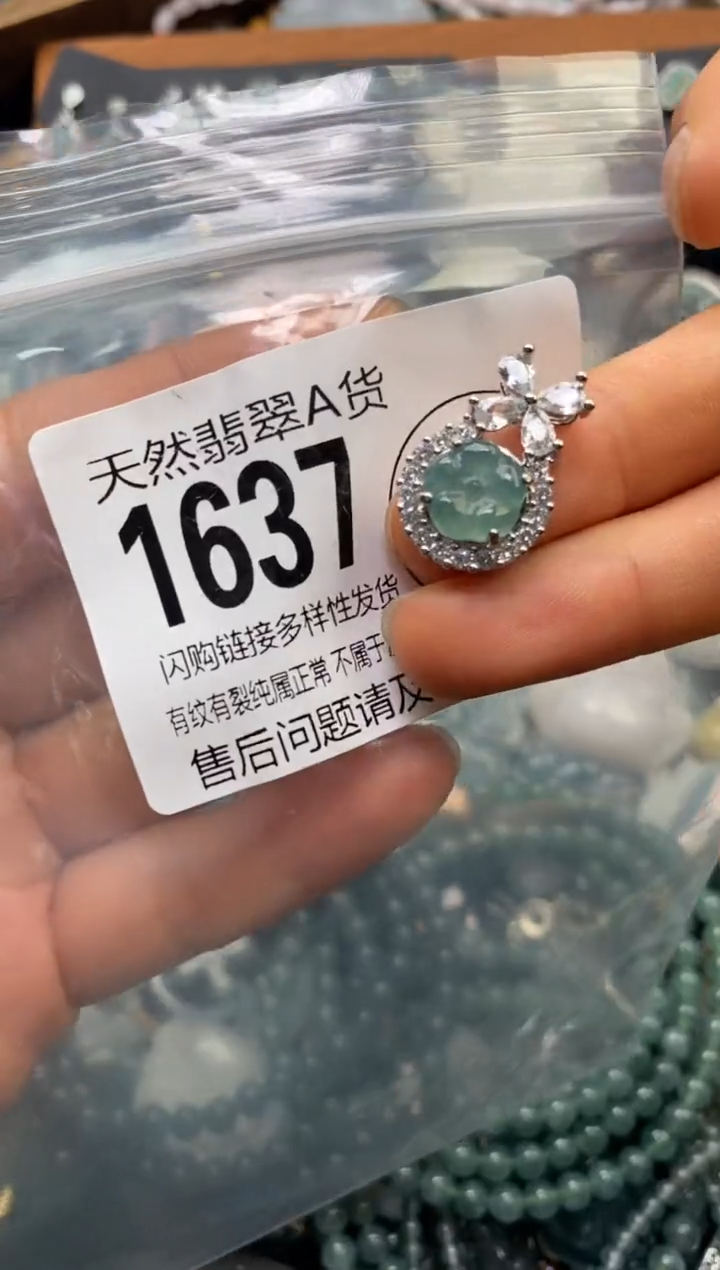 天然翡翠A货
1637
闪购链接多样性发货
有纹有裂纯属正常 不属于
售后问题请及